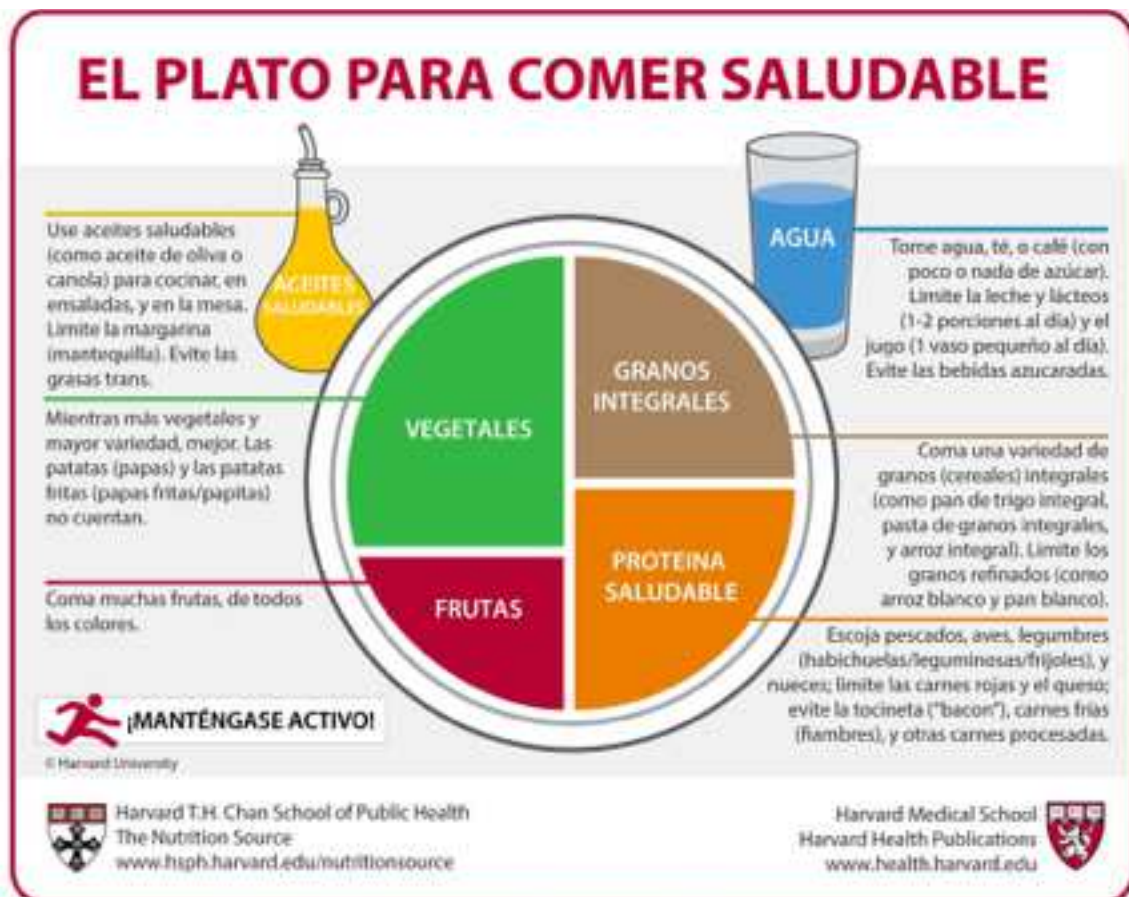 EL PLATO PARA COMER SALUDABLE
ACEITES
SALUDABLES
Use aceites saludables
(como aceite de oliva o
canola) para cocinar, en
ensaladas, y en la mesa.
Limite la margarina
(mantequilla). Evite las
grasas trans.
Mientras más vegetales y
mayor variedad, mejor. Las
patatas (papas) y las patatas
fritas (papas fritas/papitas)
no cuentan.
Coma muchas frutas, de todos
los colores.
VEGETALES
FRUTAS
GRANOS
INTEGRALES
PROTEINA
SALUDABLE
AGUA
Tome agua, té, o café (con
poco o nada de azúcar).
Limite la leche y lácteos
(1-2 porciones al día) y el
jugo (1 vaso pequeño al día).
Evite las bebidas azucaradas.
Coma una variedad de
granos (cereales) integrales
(como pan de trigo integral,
pasta de granos integrales,
y arroz integral). Limite los
granos refinados (como
arroz blanco y pan blanco).
Escoja pescados, aves, legumbres
(habichuelas/leguminosas/frijoles), y
nueces; limite las carnes rojas y el queso;
evite la tocineta ("bacon"), carnes frías
(fiambres), y otras carnes procesadas.
¡MANTÉNGASE ACTIVO!
© Harvard University
Harvard T.H. Chan School of Public Health
The Nutrition Source
www.hsph.harvard.edu/nutritionsource
Harvard Medical School
Harvard Health Publications
www.health.harvard.edu